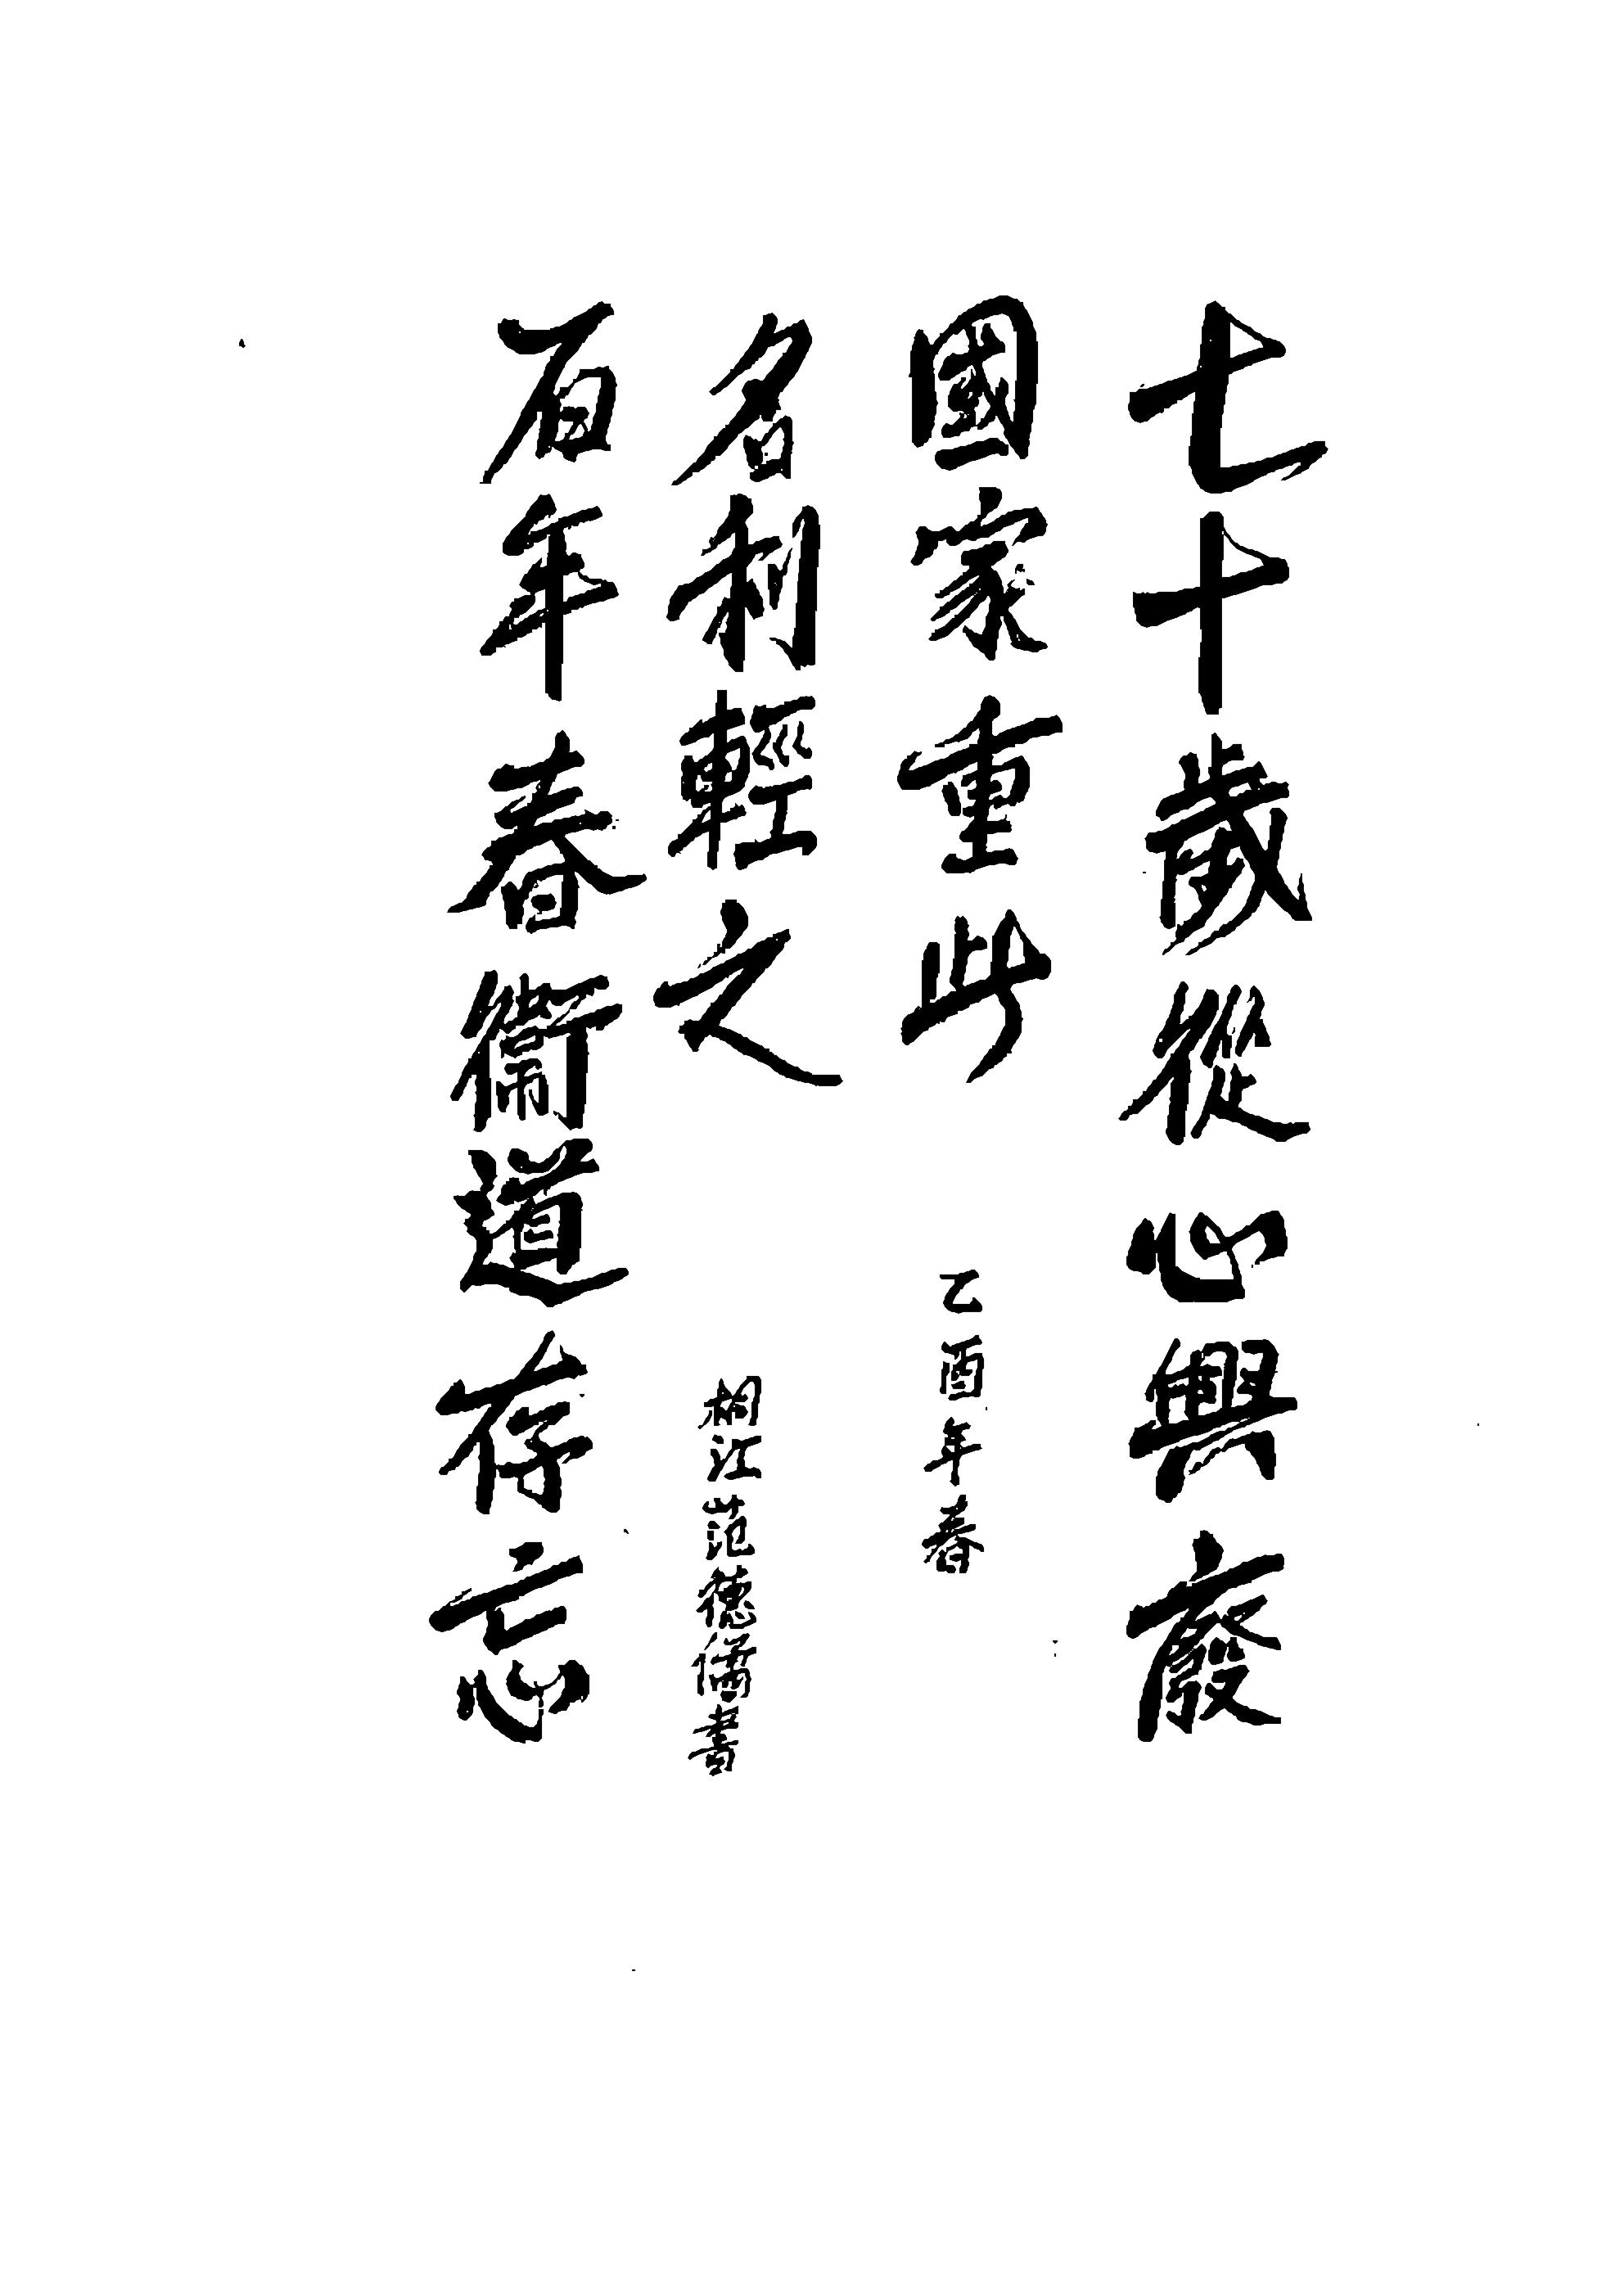 七十歲從心興廢
國家重此
乙酉年春
名利輕之
桐江范德儒書
百年春衛道存忘